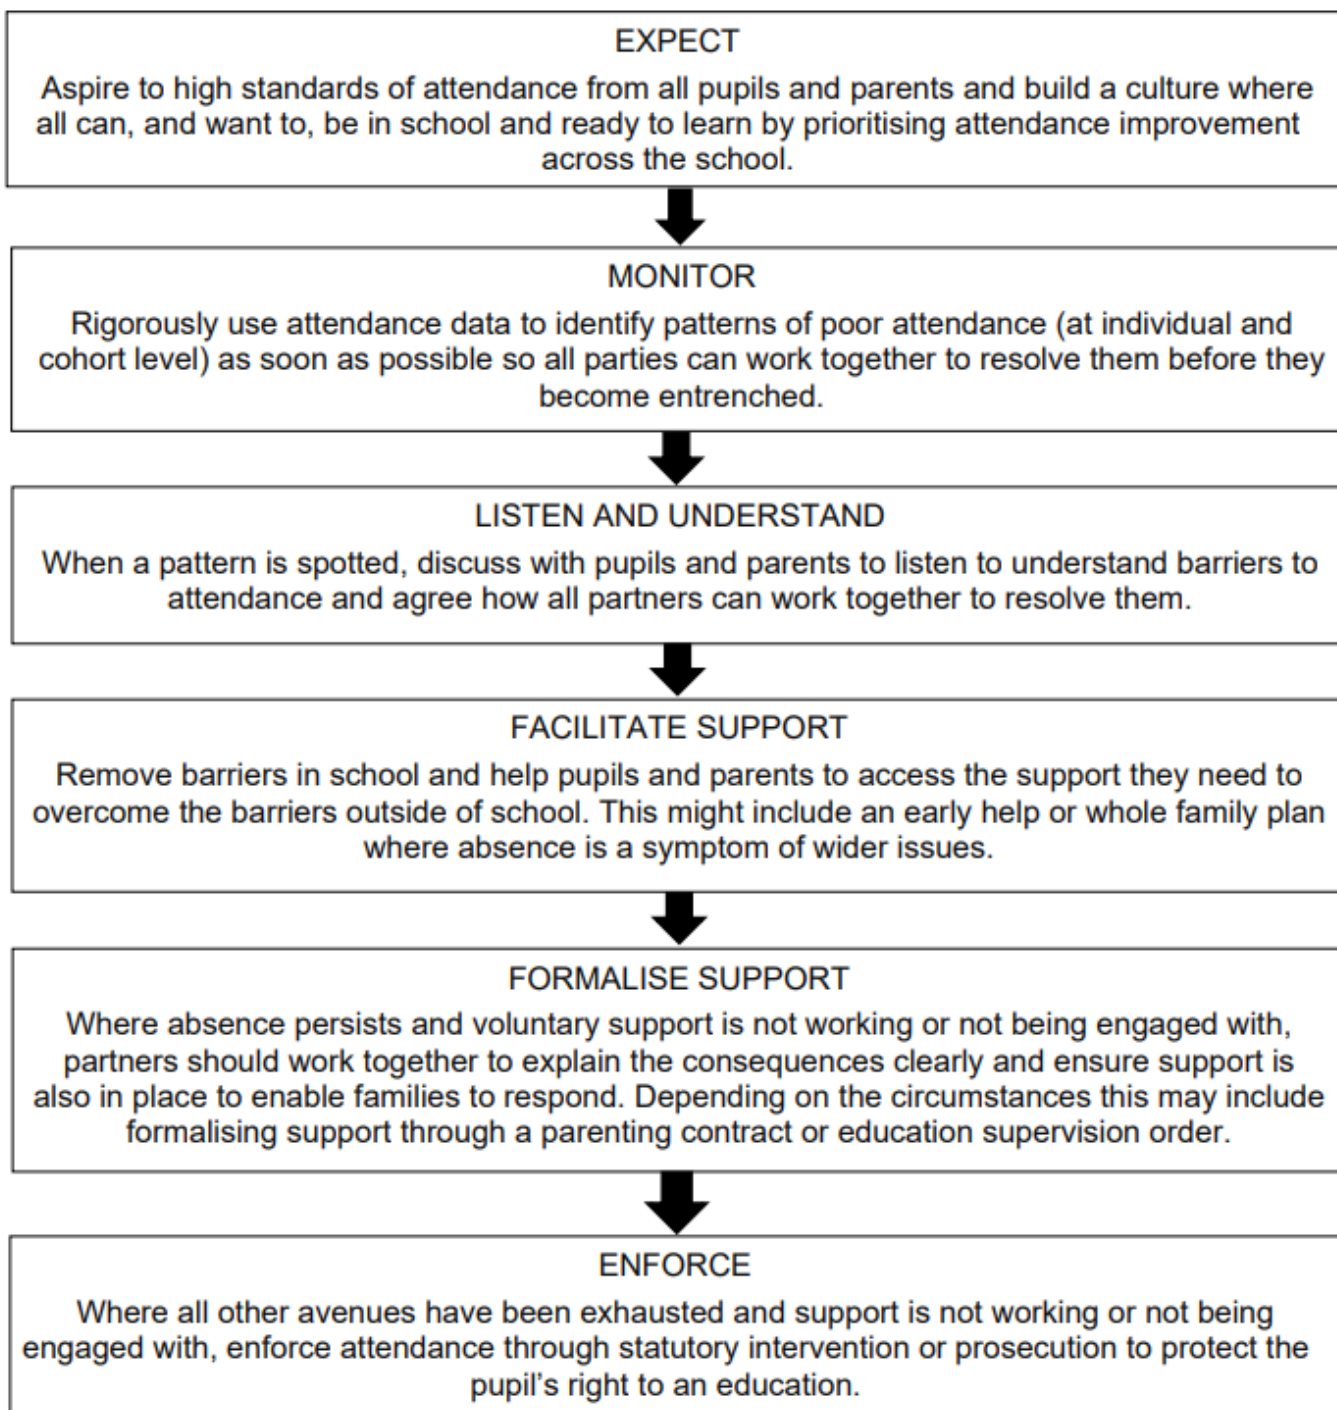 EXPECT
Aspire to high standards of attendance from all pupils and parents and build a culture where
all can, and want to, be in school and ready to learn by prioritising attendance improvement
across the school.
MONITOR
Rigorously use attendance data to identify patterns of poor attendance (at individual and
cohort level) as soon as possible so all parties can work together to resolve them before they
become entrenched.
LISTEN AND UNDERSTAND
When a pattern is spotted, discuss with pupils and parents to listen to understand barriers to
attendance and agree how all partners can work together to resolve them.
FACILITATE SUPPORT
Remove barriers in school and help pupils and parents to access the support they need to
overcome the barriers outside of school. This might include an early help or whole family plan
where absence is a symptom of wider issues.
FORMALISE SUPPORT
Where absence persists and voluntary support is not working or not being engaged with,
partners should work together to explain the consequences clearly and ensure support is
also in place to enable families to respond. Depending on the circumstances this may include
formalising support through a parenting contract or education supervision order.
ENFORCE
Where all other avenues have been exhausted and support is not working or not being
engaged with, enforce attendance through statutory intervention or prosecution to protect the
pupil's right to an education.